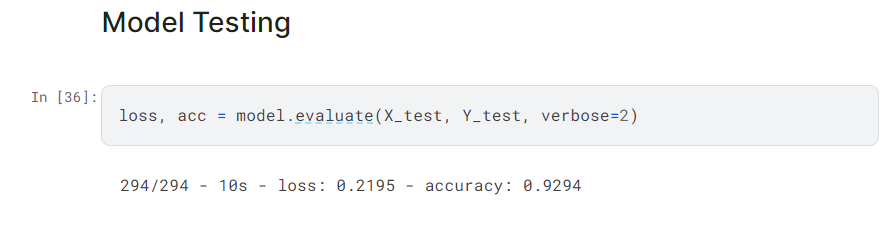 Model Testing
In [36]:
loss, acc = model.evaluate(X_test, Y_test, verbose=2)
294/294 - 10s - loss: 0.2195 - accuracy: 0.9294